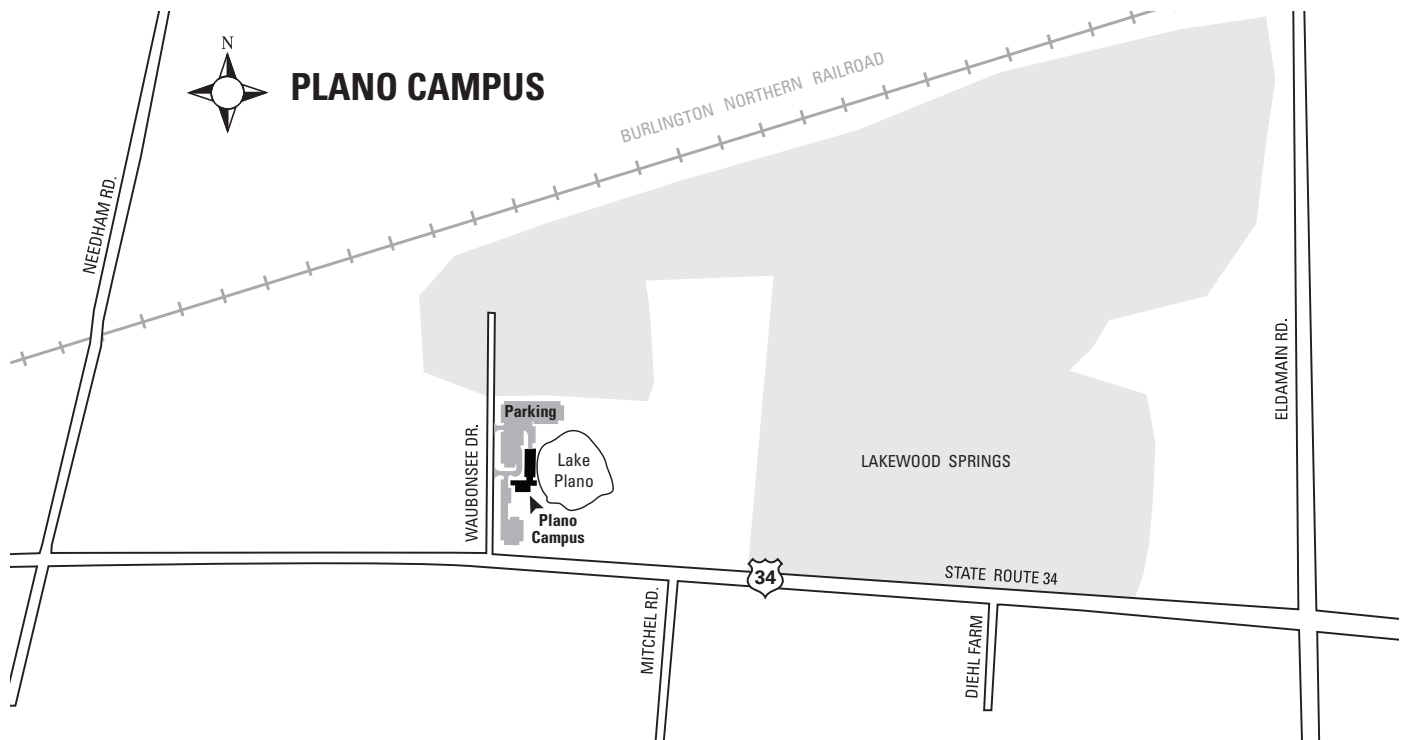 N
PLANO CAMPUS
BURLINGTON NORTHERN RAILROAD
NEEDHAM RD.
ELDAMAIN RD.
Parking
WAUBONSEE DR.
Lake
Plano
LAKEWOOD SPRINGS
Plano
Campus
34
STATE ROUTE 34
MITCHEL RD.
DIEHL FARM